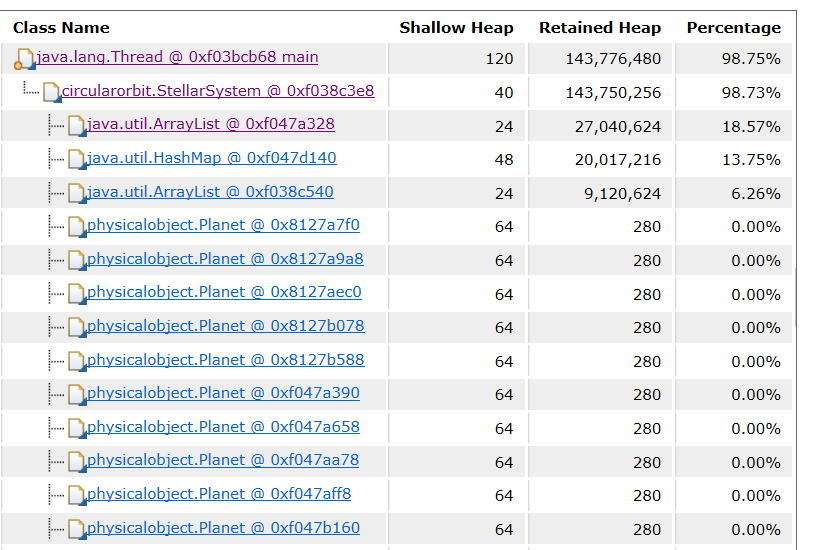 Class Name Shallow Heap Retained Heap Percentage
java.lang.Thread @ 0xf03bcb68 main 120 143,776,480 98.75%
circularorbit.StellarSystem @ 0xf038c3e8 40 143,750,256 98.73%
java.util.ArrayList @ 0xf047a328 24 27,040,624 18.57%
java.util.HashMap @ 0xf047d140 48 20,017,216 13.75%
java.util.ArrayList @ 0xf038c540 24 9,120,624 6.26%
physicalobject.Planet @ 0x8127a7f0 64 280 0.00%
physicalobject.Planet @ 0x8127a9a8 64 280 0.00%
physicalobject.Planet @ 0x8127aec0 64 280 0.00%
physicalobject.Planet @ 0x8127b078 64 280 0.00%
physicalobject.Planet @ 0x8127b588 64 280 0.00%
physicalobject.Planet @ 0xf047a390 64 280 0.00%
physicalobject.Planet @ 0xf047a658 64 280 0.00%
physicalobject.Planet @ 0xf047aa78 64 280 0.00%
physicalobject.Planet @ 0xf047aff8 64 280 0.00%
physicalobject.Planet @ 0xf047b160 64 280 0.00%